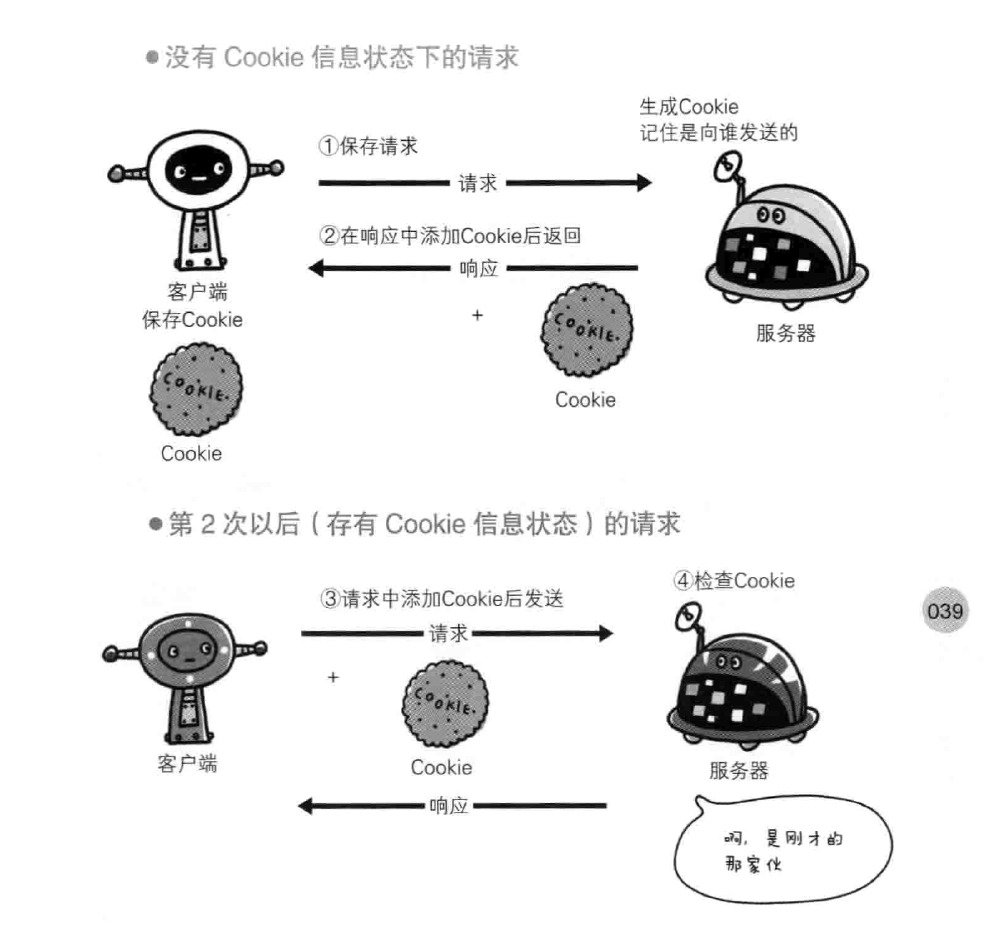 ●没有 Cookie 信息状态下的请求
生成Cookie
记住是向谁发送的
①保存请求
请求
②在响应中添加Cookie后返回
响应
客户端
保存Cookie
+
COOKIE
服务器
Cookie
COOKIE
Cookie
●第 2 次以后（存有 Cookie 信息状态）的请求
④检查Cookie
③请求中添加Cookie后发送
039
请求
+
COOKIE
客户端
Cookie
服务器
响应
啊，是刚才的
那家伙